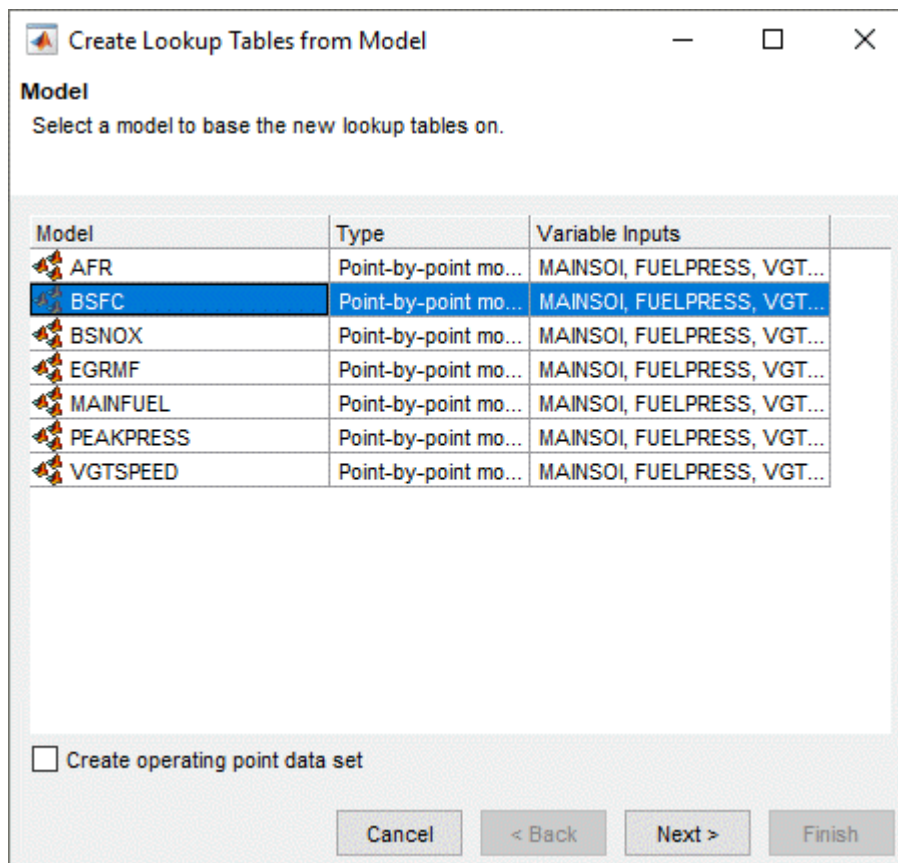 Create Lookup Tables from Model
Model
Select a model to base the new lookup tables on.
Model Type Variable Inputs
AFR Point-by-point mo... MAINSOI, FUELPRESS, VGT...
BSFC Point-by-point mo... MAINSOI, FUELPRESS, VGT...
BSNOX Point-by-point mo... MAINSOI, FUELPRESS, VGT...
EGRMF Point-by-point mo... MAINSOI, FUELPRESS, VGT...
MAINFUEL Point-by-point mo... MAINSOI, FUELPRESS, VGT...
PEAKPRESS Point-by-point mo... MAINSOI, FUELPRESS, VGT...
VGTSPEED Point-by-point mo... MAINSOI, FUELPRESS, VGT...
Create operating point data set
Cancel < Back Next > Finish